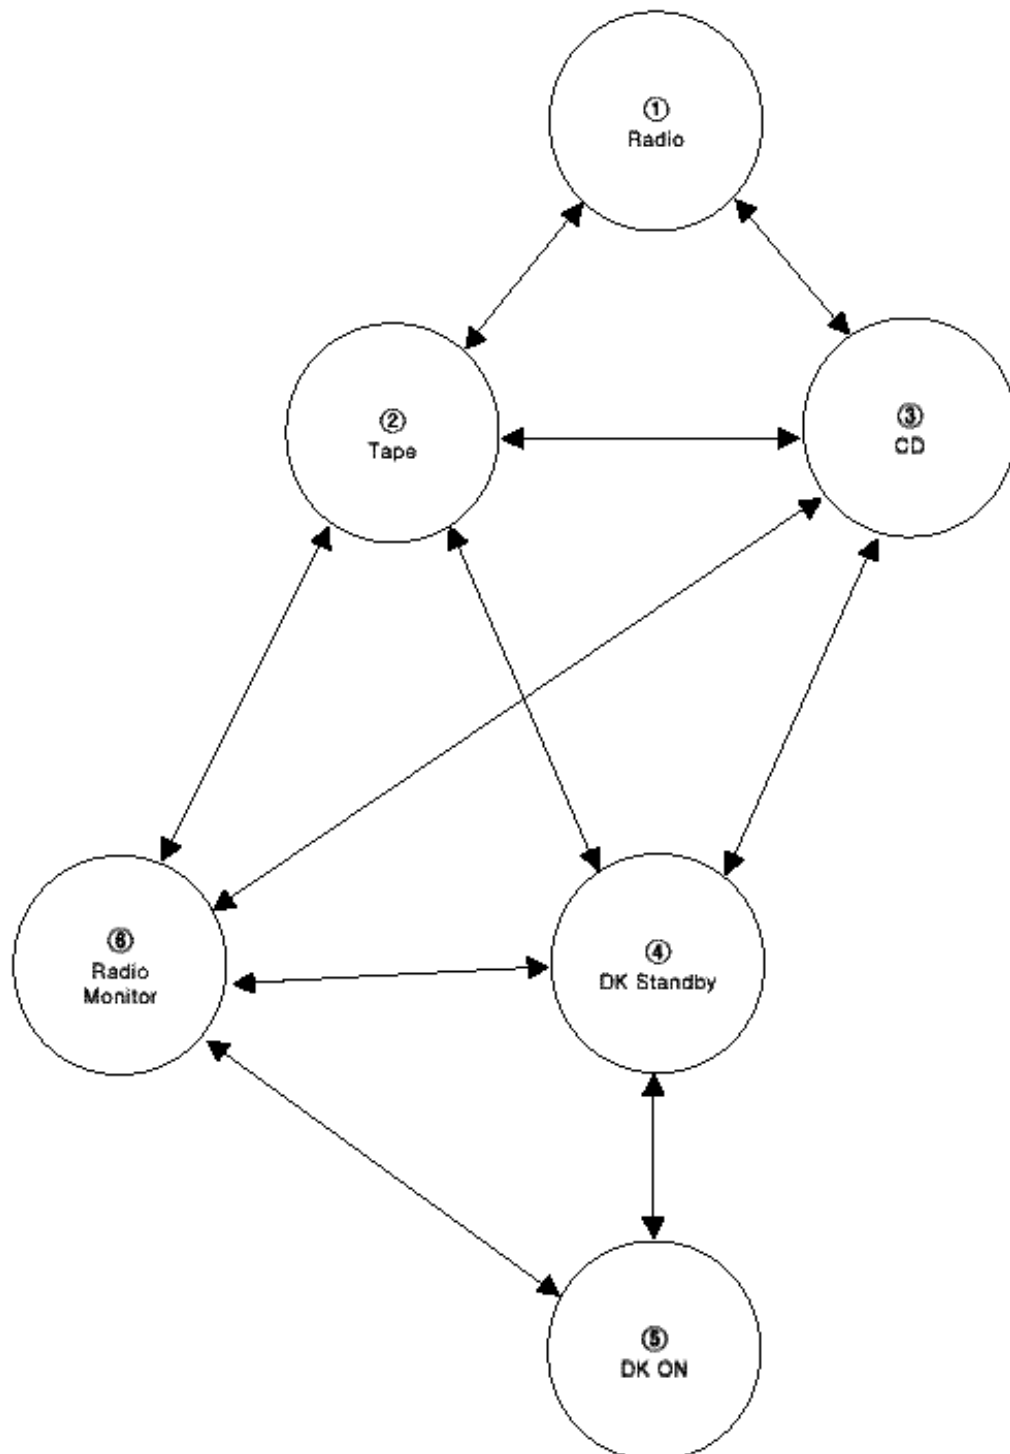 ①
Radio
②
Tape
③
CD
⑥
Radio
Monitor
④
DK Standby
⑤
DK ON